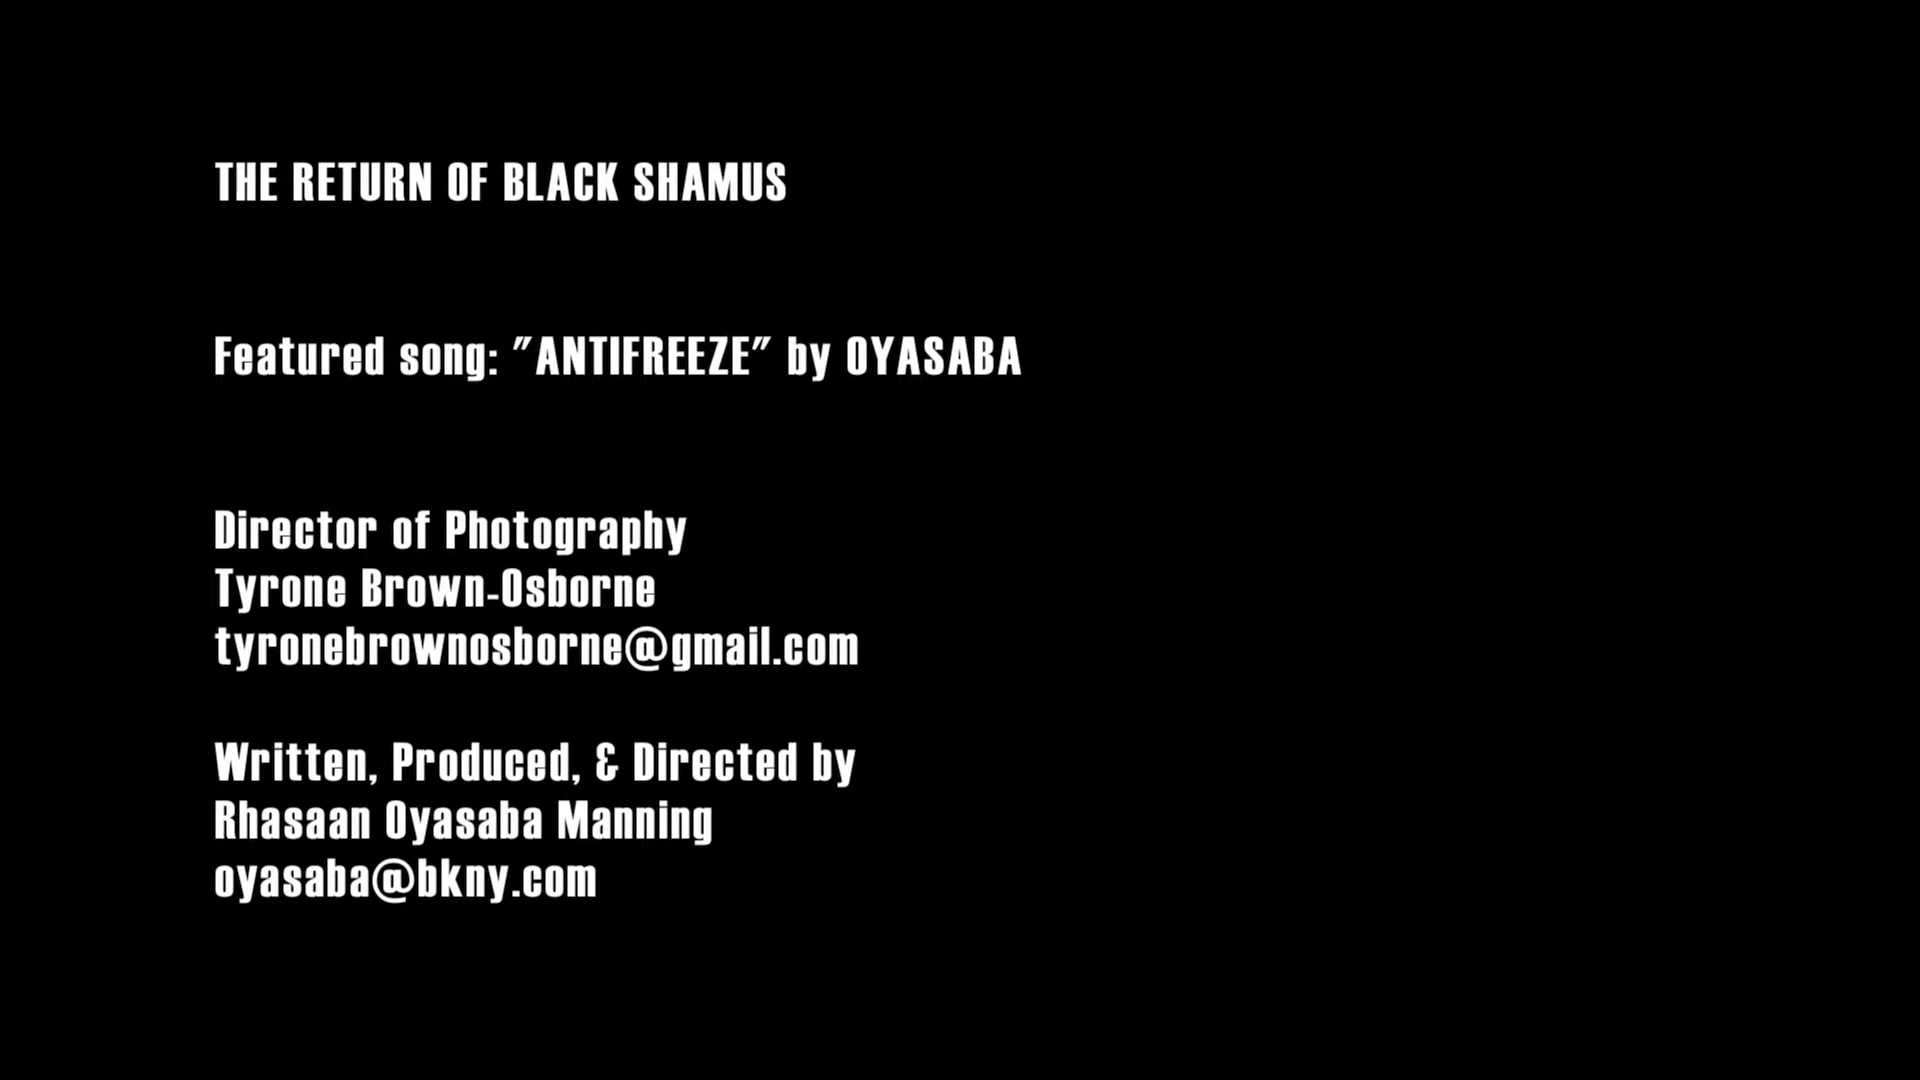 THE RETURN OF BLACK SHAMUS
Featured song: "ANTIFREEZE" by OYASABA
Director of Photography
Tyrone Brown-Osborne
tyronebrownosborne@gmail.com
Written, Produced, & Directed by
Rhasaan Oyasaba Manning
oyasaba@bkny.com